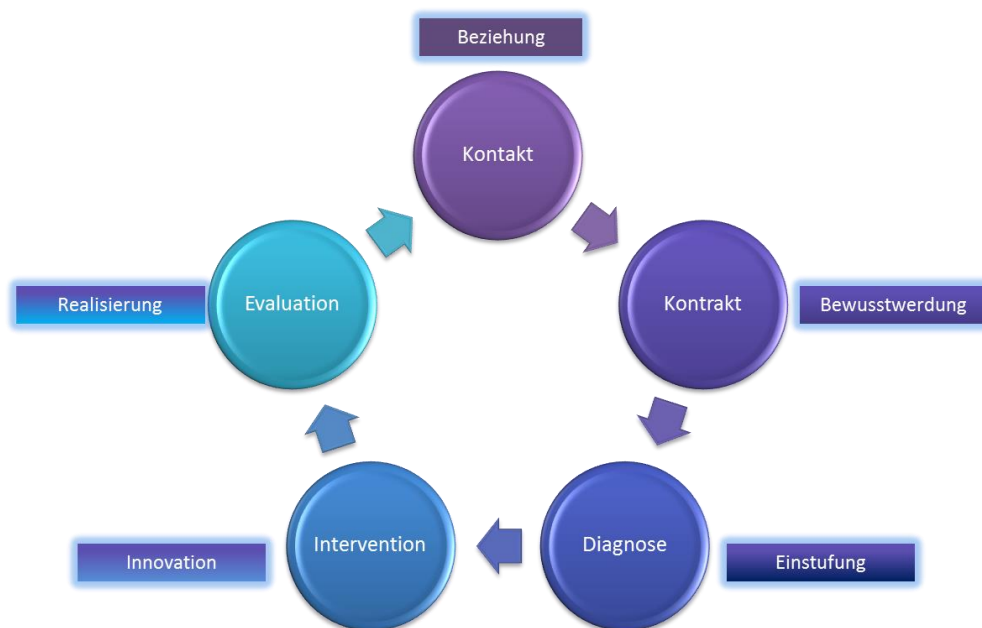 Beziehung
Kontakt
Kontrakt
Bewusstwerdung
Diagnose
Einstufung
Intervention
Innovation
Evaluation
Realisierung